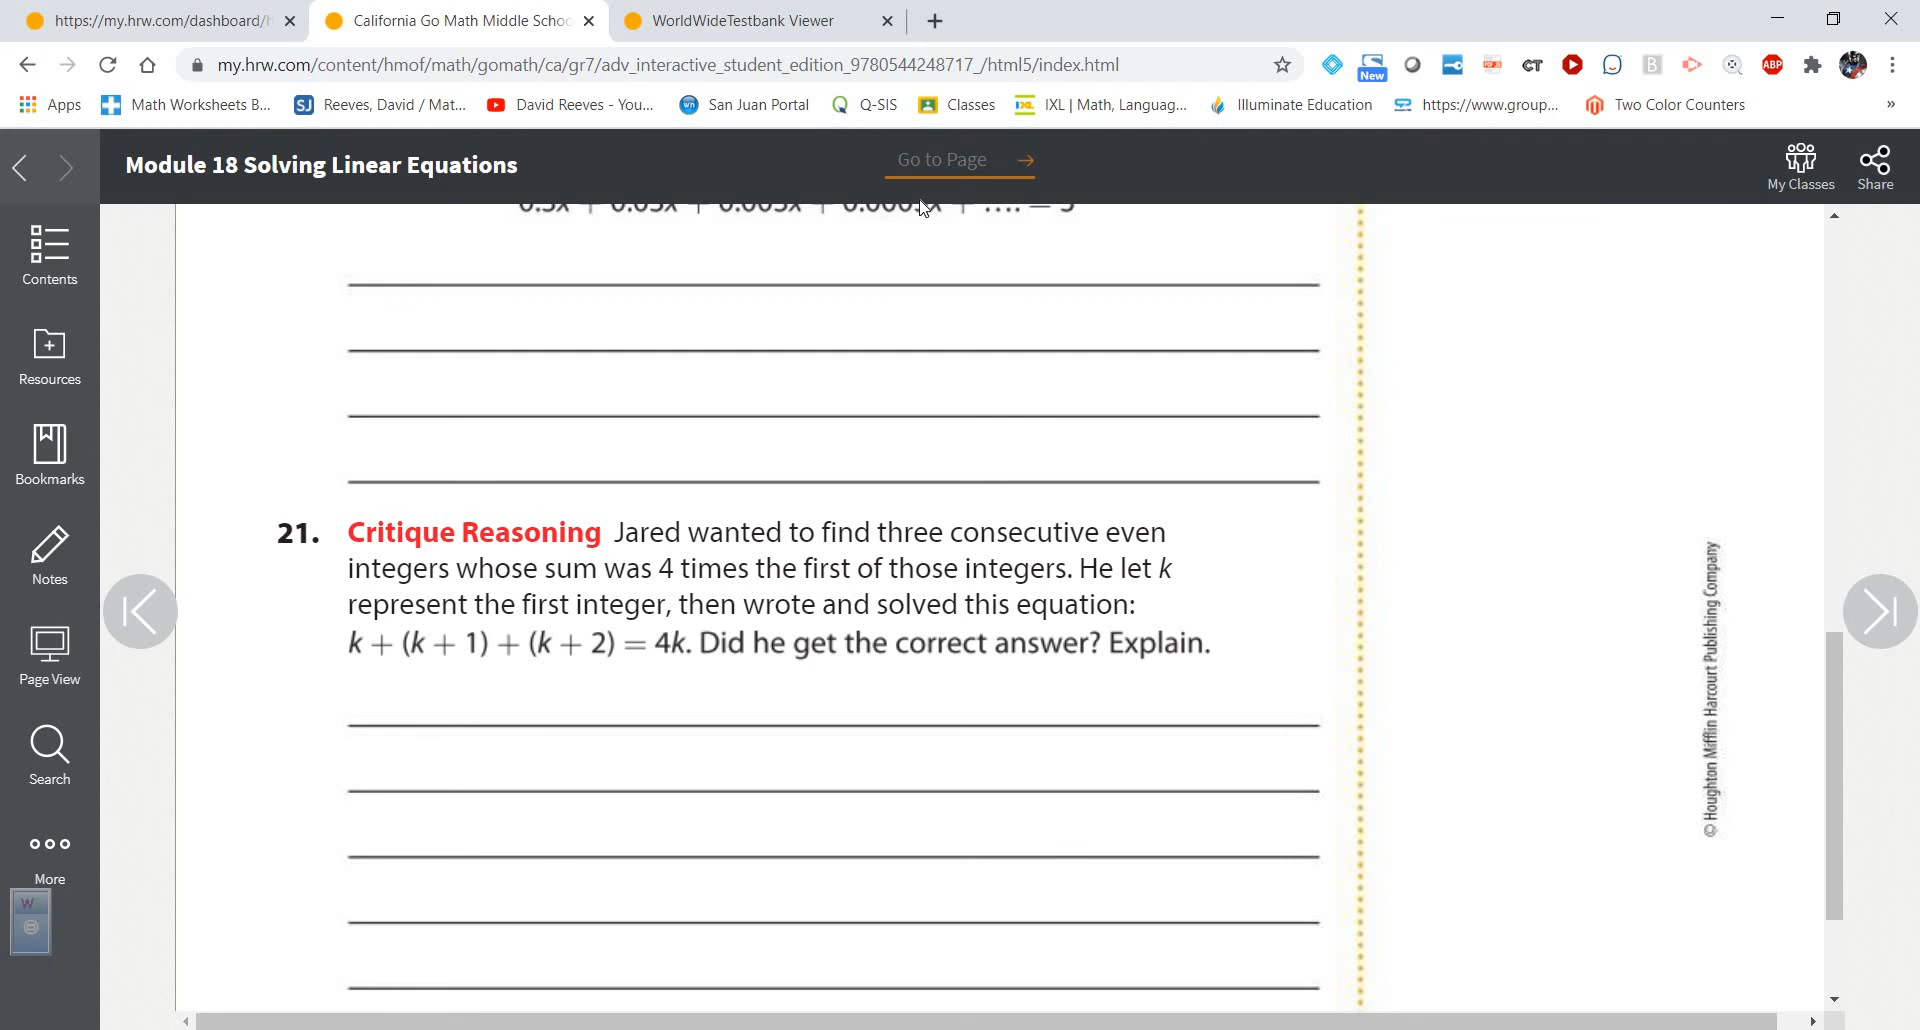 https://my.hrw.com/dashboard/
California Go Math Middle Schoo
WorldWideTestbank Viewer
my.hrw.com/content/hmof/math/gomath/ca/gr7/adv_interactive_student_edition_9780544248717_/html5/index.html
New
CT
ABP
Apps
Math Worksheets B...
SJ
Reeves, David / Mat...
David Reeves - You...
San Juan Portal
Q-SIS
Classes
IXL | Math, Languag...
Illuminate Education
https://www.group...
Two Color Counters
»
Module 18 Solving Linear Equations
Go to Page
My Classes
Share
Contents
Resources
Bookmarks
Notes
Page View
Search
More
21. Critique Reasoning Jared wanted to find three consecutive even
integers whose sum was 4 times the first of those integers. He let k
represent the first integer, then wrote and solved this equation:
k + (k + 1) + (k + 2) = 4k. Did he get the correct answer? Explain.
© Houghton Mifflin Harcourt Publishing Company